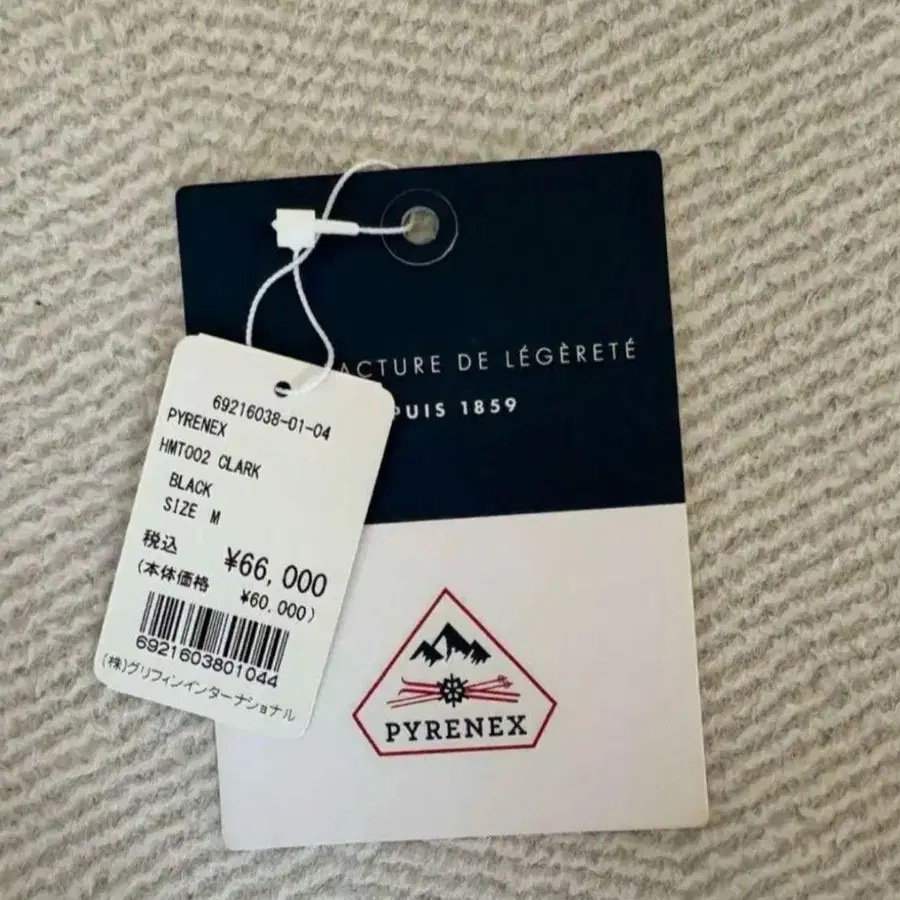 ACTURE DE LÉGÈRETÉ
PUIS 1859
69216038-01-04
PYRENEX
HMT002 CLARK
BLACK
SIZE M
税込 ¥66,000
(本体価格 ¥60,000)
6921603801044
(株)グリフィンインターナショナル
PYRENEX